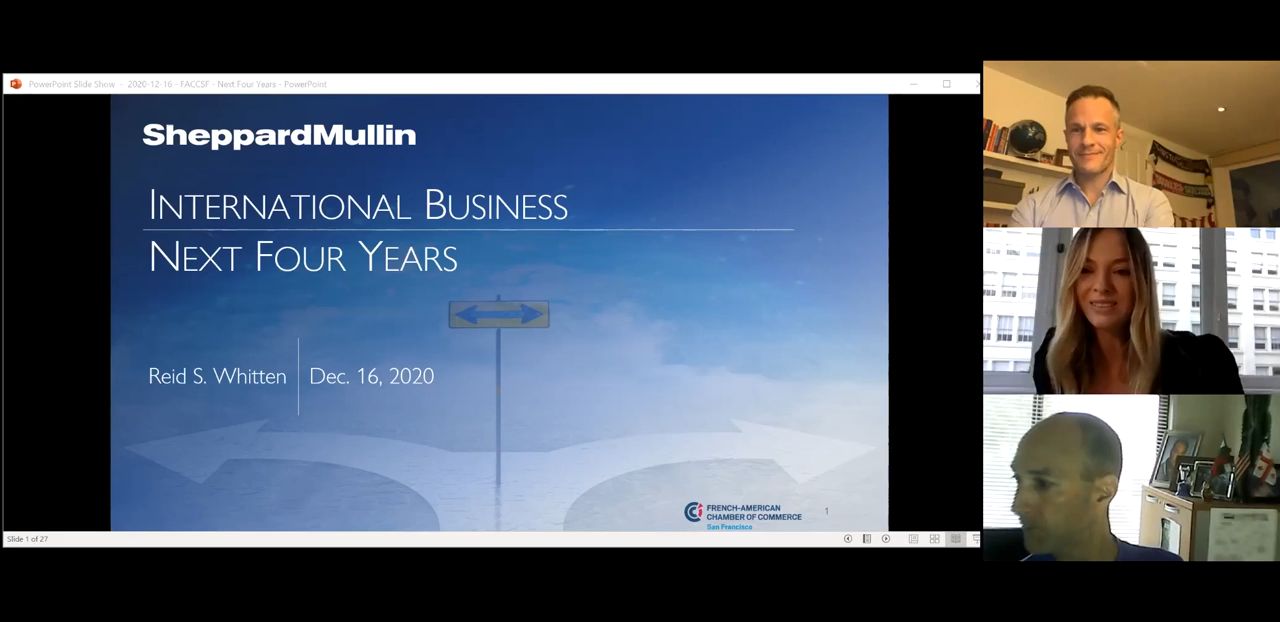 PowerPoint Slide Show - 2020-12-16 - FACCSF - Next Four Years - PowerPoint
SheppardMullin
INTERNATIONAL BUSINESS
NEXT FOUR YEARS
Reid S. Whitten
Dec. 16, 2020
FRENCH-AMERICAN
CHAMBER OF COMMERCE
San Francisco
1
Slide 1 of 27